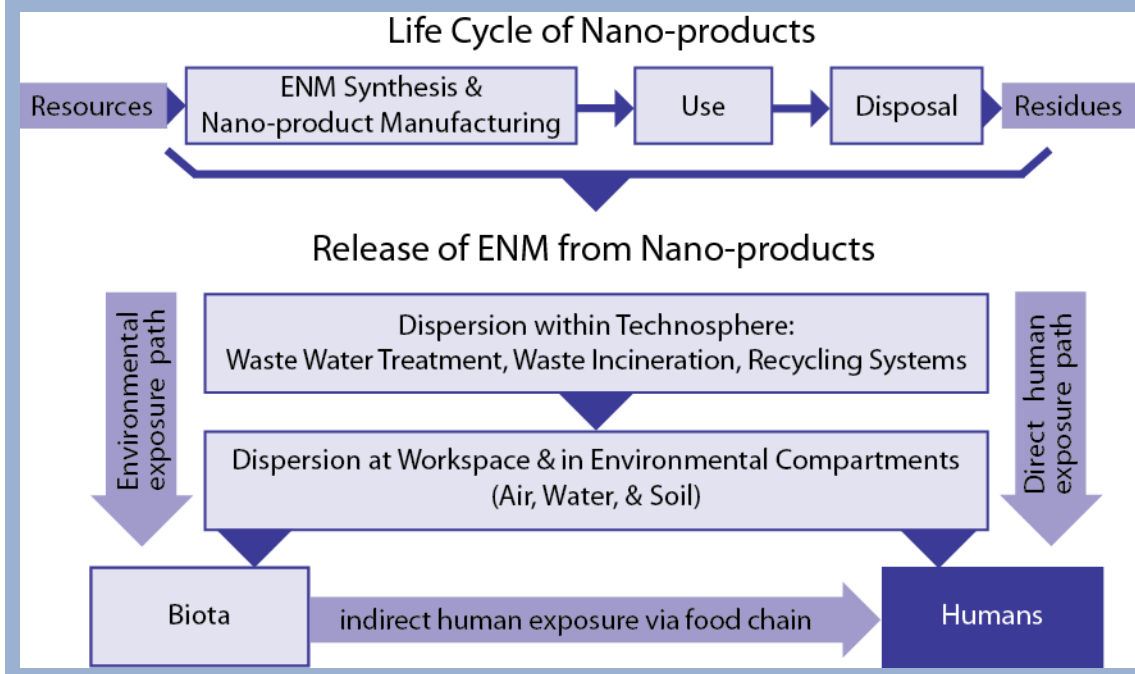 Life Cycle of Nano-products
Resources
ENM Synthesis &
Nano-product Manufacturing
Use
Disposal
Residues
Release of ENM from Nano-products
Environmental
exposure path
Dispersion within Technosphere:
Waste Water Treatment, Waste Incineration, Recycling Systems
Direct human
exposure path
Dispersion at Workspace & in Environmental Compartments
(Air, Water, & Soil)
Biota
indirect human exposure via food chain
Humans